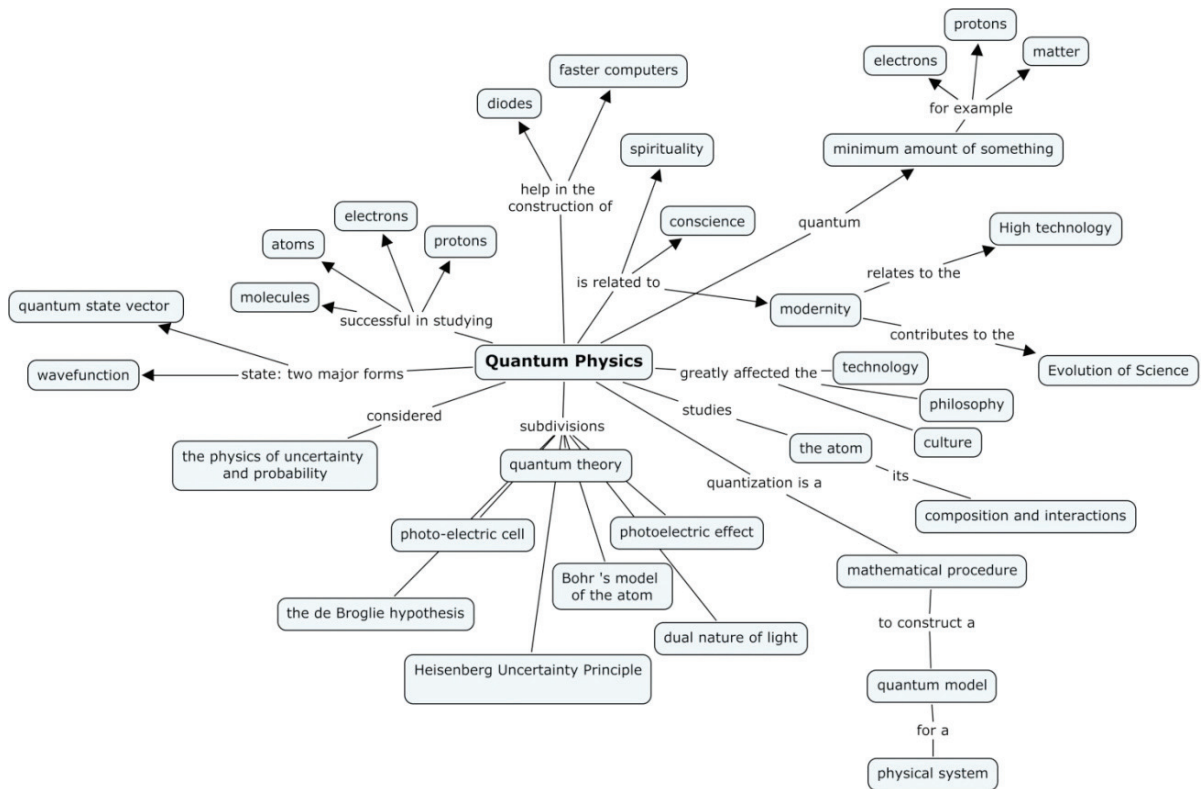 protons
electrons
matter
for example
minimum amount of something
faster computers
diodes
help in the
construction of
spirituality
conscience
is related to
quantum
High technology
relates to the
modernity
contributes to the
Evolution of Science
electrons
atoms
protons
molecules
successful in studying
quantum state vector
wavefunction
state: two major forms
Quantum Physics
greatly affected the
technology
philosophy
culture
considered
the physics of uncertainty
and probability
subdivisions
quantum theory
photo-electric cell
photoelectric effect
the de Broglie hypothesis
Bohr 's model
of the atom
dual nature of light
Heisenberg Uncertainty Principle
studies
the atom
its
composition and interactions
quantization is a
mathematical procedure
to construct a
quantum model
for a
physical system